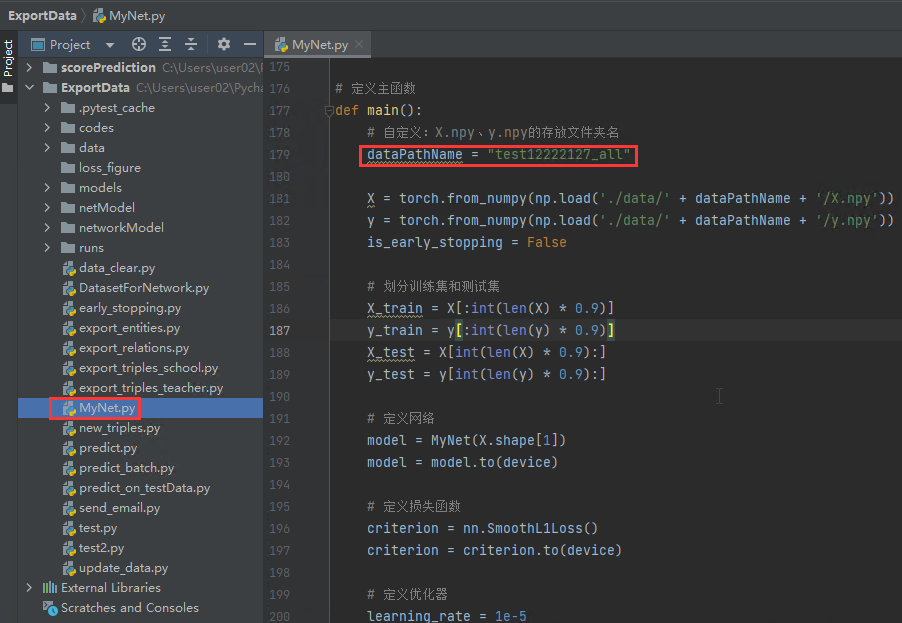 ExportData MyNet.py
Project
Project
MyNet.py
scorePrediction C:\Users\user02\
ExportData C:\Users\user02\Pycha
.pytest_cache
codes
data
loss_figure
models
netModel
networkModel
runs
data_clear.py
DatasetForNetwork.py
early_stopping.py
export_entities.py
export_relations.py
export_triples_school.py
export_triples_teacher.py
MyNet.py
new_triples.py
predict.py
predict_batch.py
predict_on_testData.py
send_email.py
test.py
test2.py
update_data.py
External Libraries
Scratches and Consoles
175
176 # 定义主函数
177 def main():
178 # 自定义: X.npy、y.npy的存放文件夹名
179 dataPathName = "test12222127_all"
180
181 X = torch.from_numpy(np.load('./data/' + dataPathName + '/X.npy'))
182 y = torch.from_numpy(np.load('./data/' + dataPathName + '/y.npy'))
183 is_early_stopping = False
184
185 # 划分训练集和测试集
186 X_train = X[:int(len(X) * 0.9)]
187 y_train = y[:int(len(y) * 0.9)]
188 X_test = X[int(len(X) * 0.9):]
189 y_test = y[int(len(y) * 0.9):]
190
191 # 定义网络
192 model = MyNet(X.shape[1])
193 model = model.to(device)
194
195 # 定义损失函数
196 criterion = nn.SmoothL1Loss()
197 criterion = criterion.to(device)
198
199 # 定义优化器
200 learning_rate = 1e-5